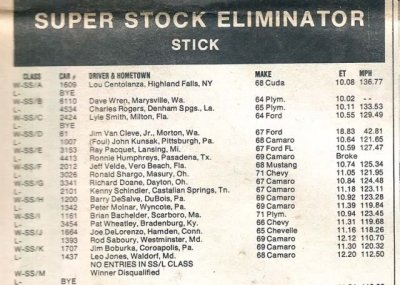 SUPER STOCK ELIMINATOR
STICK
CLASS CAR # DRIVER & HOMETOWN MAKE ET MPH
W-SS/A 1609 Lou Centolanza, Highland Falls, NY 68 Cuda 10.08 136.77
L- BYE
W-SS/B 6110 Dave Wren, Marysville, Wa. 64 Plym. 10.02 ---
L- 4534 Charles Rogers, Denham Spgs., La. 65 Plym. 10.11 133.53
W-SS/C 2424 Lyle Smith, Milton, Fla. 64 Ford 10.55 129.49
L- BYE
W-SS/D 61 Jim Van Cleve, Jr., Morton, Wa. 67 Ford 18.83 42.81
L- 1007 (Foul) John Kunsak, Pittsburgh, Pa. 68 Camaro 10.64 121.65
W-SS/E 3153 Ray Pacquet, Lansing, Mi. 67 Ford FL 10.59 127.47
L- 4413 Ronnie Humphreys, Pasadena, Tx. 69 Camaro Broke
W-SS/F 2012 Jeff Velde, Vero Beach, Fla. 68 Mustang 10.74 125.34
L- 3026 Ronald Shargo, Masury, Oh. 71 Chevy 11.05 121.95
W-SS/G 3341 Richard Doane, Dayton, Oh. 67 Camaro 10.84 124.48
L- 2101 Kenny Schindler, Castalian Springs, Tn. 67 Camaro 11.18 123.11
W-SS/H 1200 Barry DeSalve, DuBois, Pa. 68 Camaro 11.18 123.28
L- 1342 Peter Molnar, Wyncote, Pa. 69 Camaro 10.92 123.11
W-SS/I 1161 Brian Bachelder, Scarboro, Ma. 71 Plym. 10.94 123.45
L- 3454 Pat Wheatley, Bradenburg, Ky. 66 Chevy 11.31 119.68
W-SS/J 1664 Joe DeLorenzo, Hamden, Conn. 65 Chevelle 11.16 118.26
L- 1393 Rod Saboury, Westminster, Md. 69 Camaro 12.12 110.70
W-SS/K 1707 Jim Boburka, Coroapolis, Pa. 69 Camaro 11.30 120.32
L- 1437 Leo Jones, Waldorf, Md. 68 Camaro 12.20 112.50
NO ENTRIES IN SS/L CLASS
W-SS/M Winner Disqualified
L- BYE